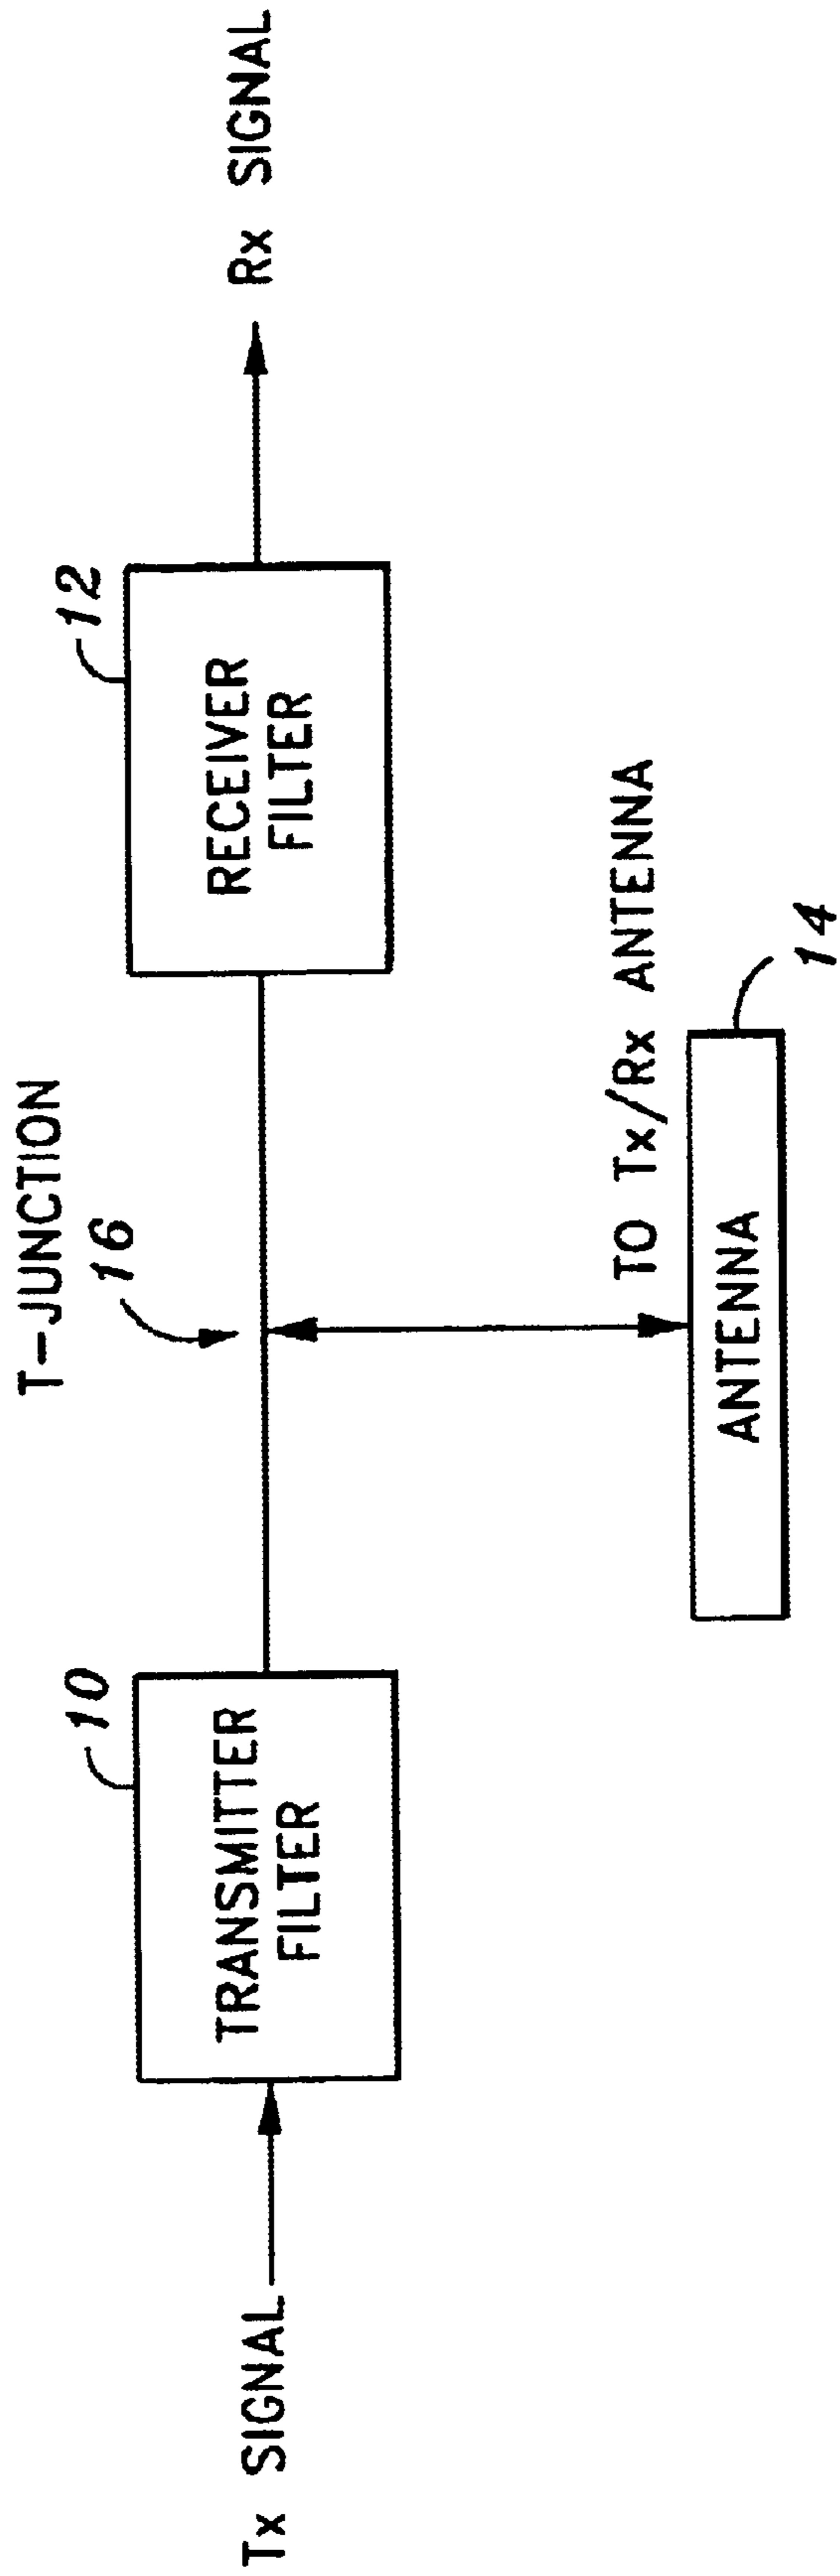 T-JUNCTION
16
10
12
Tx SIGNAL
TRANSMITTER
FILTER
RECEIVER
FILTER
Rx SIGNAL
TO Tx/Rx ANTENNA
ANTENNA
14